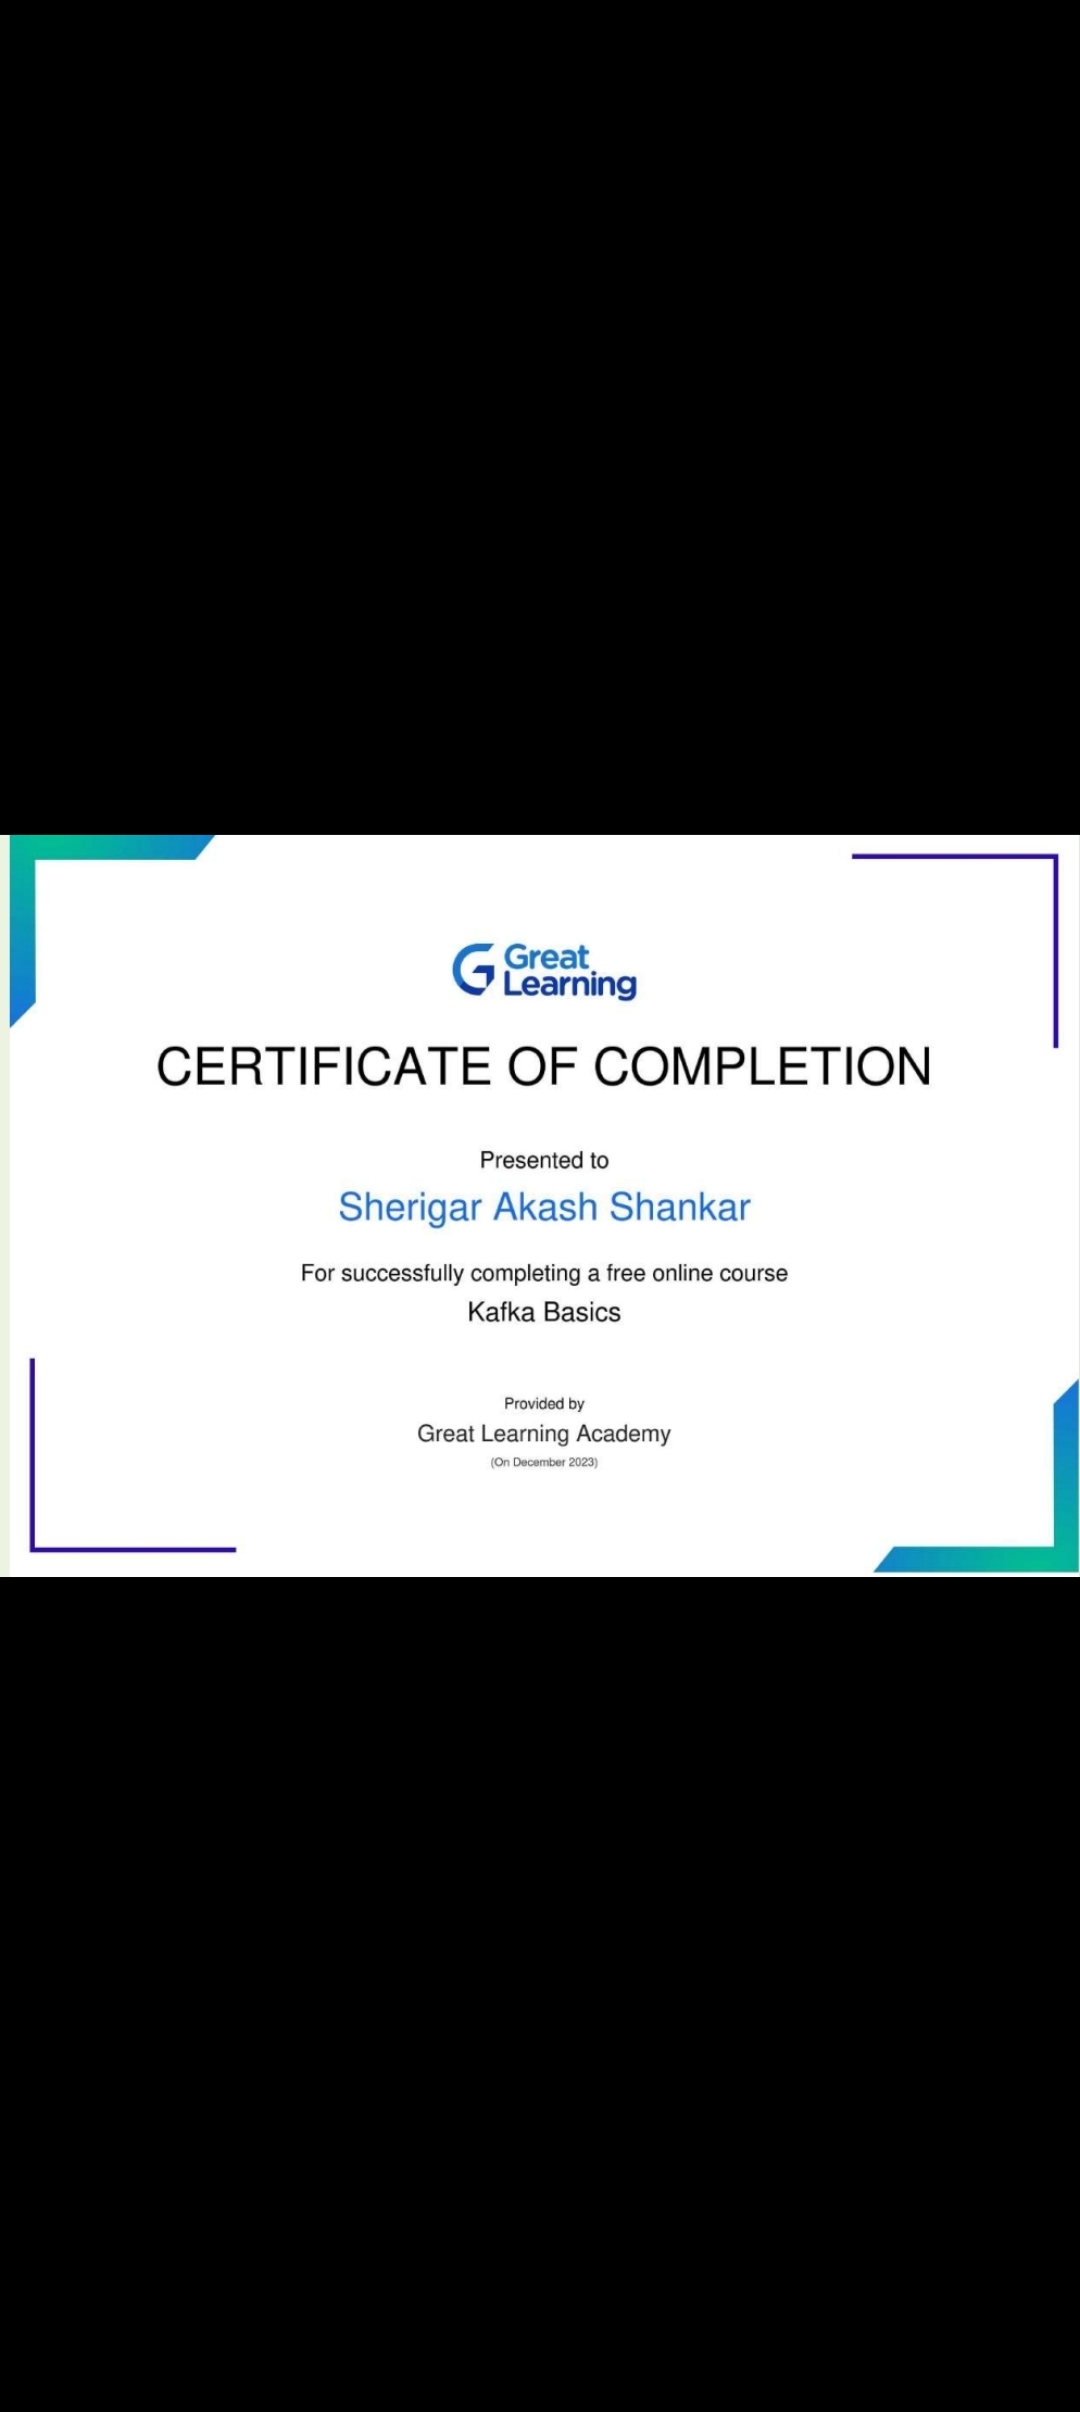 Great
Learning
CERTIFICATE OF COMPLETION
Presented to
Sherigar Akash Shankar
For successfully completing a free online course
Kafka Basics
Provided by
Great Learning Academy
(On December 2023)